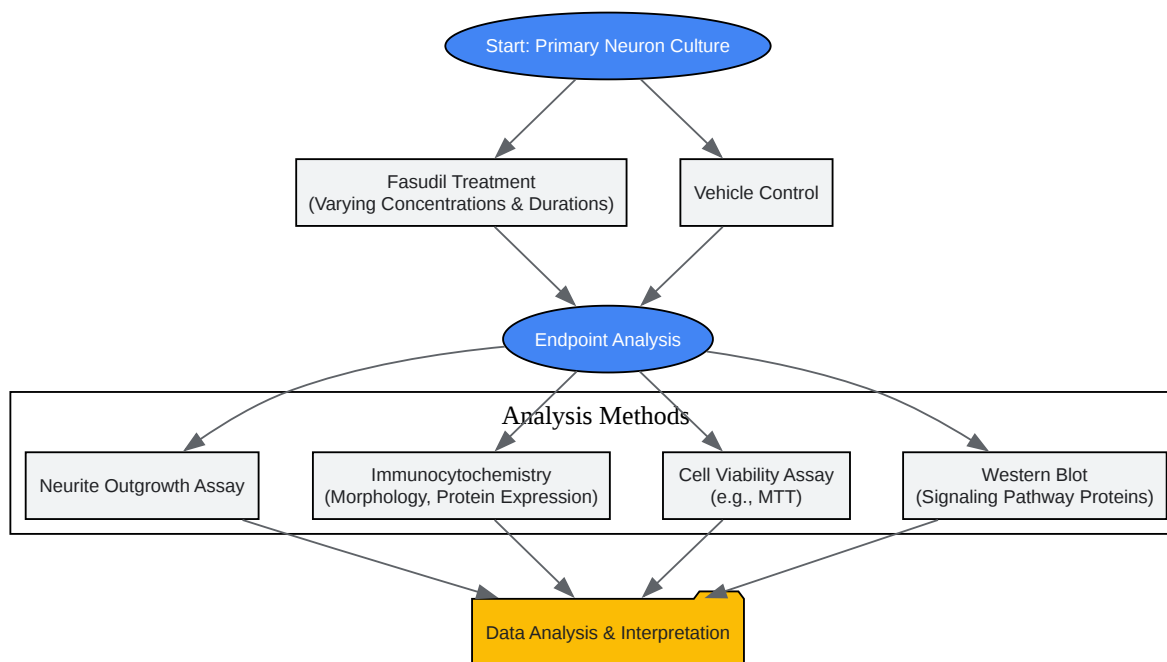 Start: Primary Neuron Culture
Fasudil Treatment
(Varying Concentrations & Durations)
Vehicle Control
Endpoint Analysis
Analysis Methods
Neurite Outgrowth Assay
Immunocytochemistry
(Morphology, Protein Expression)
Cell Viability Assay
(e.g., MTT)
Western Blot
(Signaling Pathway Proteins)
Data Analysis & Interpretation